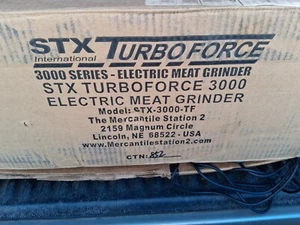 STX TURBOFORCE
International
3000 SERIES - ELECTRIC MEAT GRINDER
STX TURBOFORCE 3000
ELECTRIC MEAT GRINDER
Model: STX-3000-TF
The Mercantile Station 2
2159 Magnum Circle
Lincoln, NE 68522 - USA
www.Mercantilestation2.com
CTN: 852